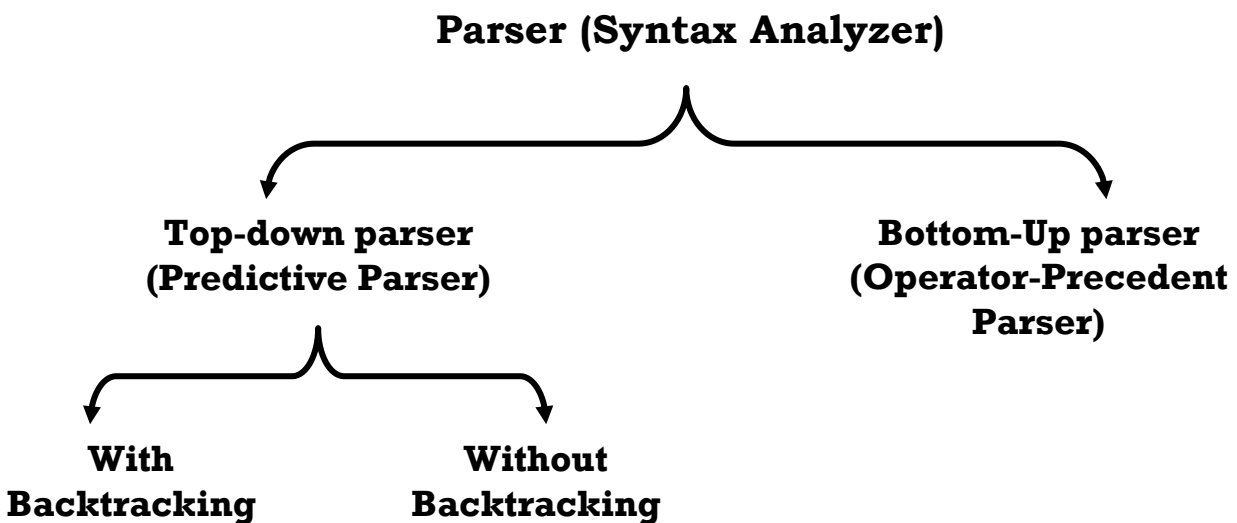 Parser (Syntax Analyzer)
Top-down parser
(Predictive Parser)
Bottom-Up parser
(Operator-Precedent
Parser)
With
Backtracking
Without
Backtracking